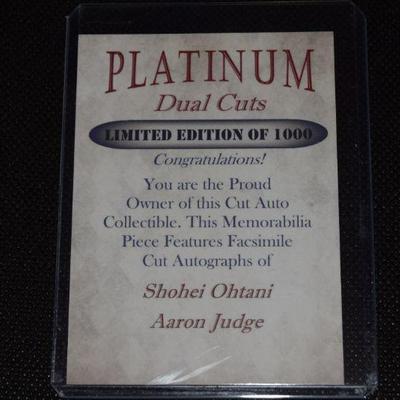 PLATINUM
Dual Cuts
LIMITED EDITION OF 1000
Congratulations!
You are the Proud
Owner of this Cut Auto
Collectible. This Memorabilia
Piece Features Facsimile
Cut Autographs of
Shohei Ohtani
Aaron Judge